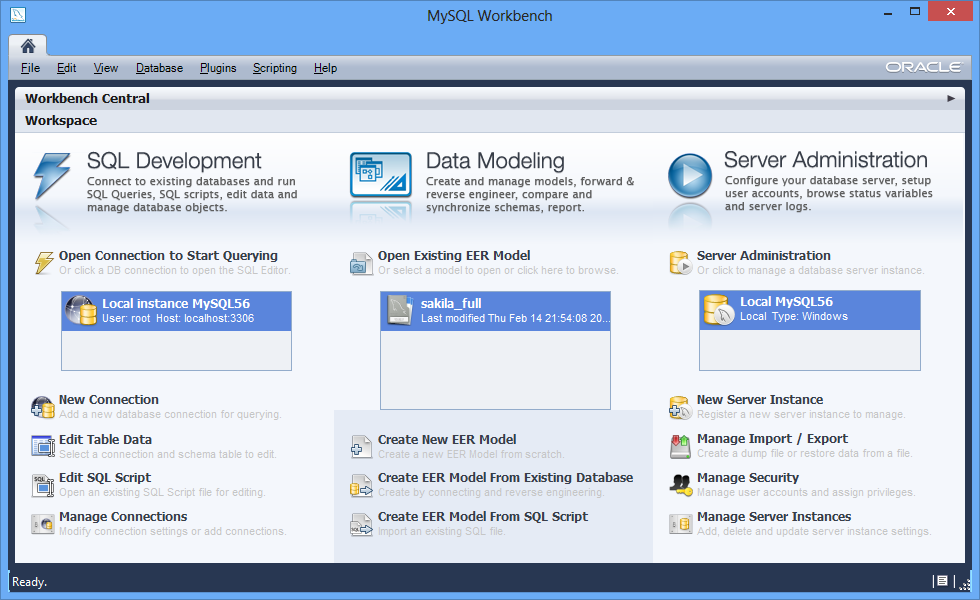 MySQL Workbench
File Edit View Database Plugins Scripting Help
ORACLE
Workbench Central
Workspace
SQL Development
Connect to existing databases and run
SQL Queries, SQL scripts, edit data and
manage database objects.
Open Connection to Start Querying
Or click a DB connection to open the SQL Editor.
Local instance MySQL56
User: root Host: localhost:3306
New Connection
Add a new database connection for querying.
Edit Table Data
Select a connection and schema table to edit.
SQL
Edit SQL Script
Open an existing SQL Script file for editing.
Manage Connections
Modify connection settings or add connections.
Data Modeling
Create and manage models, forward &
reverse engineer, compare and
synchronize schemas, report.
Open Existing EER Model
Or select a model to open or click here to browse.
sakila_full
Last modified Thu Feb 14 21:54:08 20...
Create New EER Model
Create a new EER Model from scratch.
Create EER Model From Existing Database
Create by connecting and reverse engineering.
SQL
Create EER Model From SQL Script
Import an existing SQL file.
Server Administration
Configure your database server, setup
user accounts, browse status variables
and server logs.
Server Administration
Or click to manage a database server instance.
Local MySQL56
Local Type: Windows
New Server Instance
Register a new server instance to manage.
Manage Import / Export
Create a dump file or restore data from a file.
Manage Security
Manage user accounts and assign privileges.
Manage Server Instances
Add, delete and update server instance settings.
Ready.